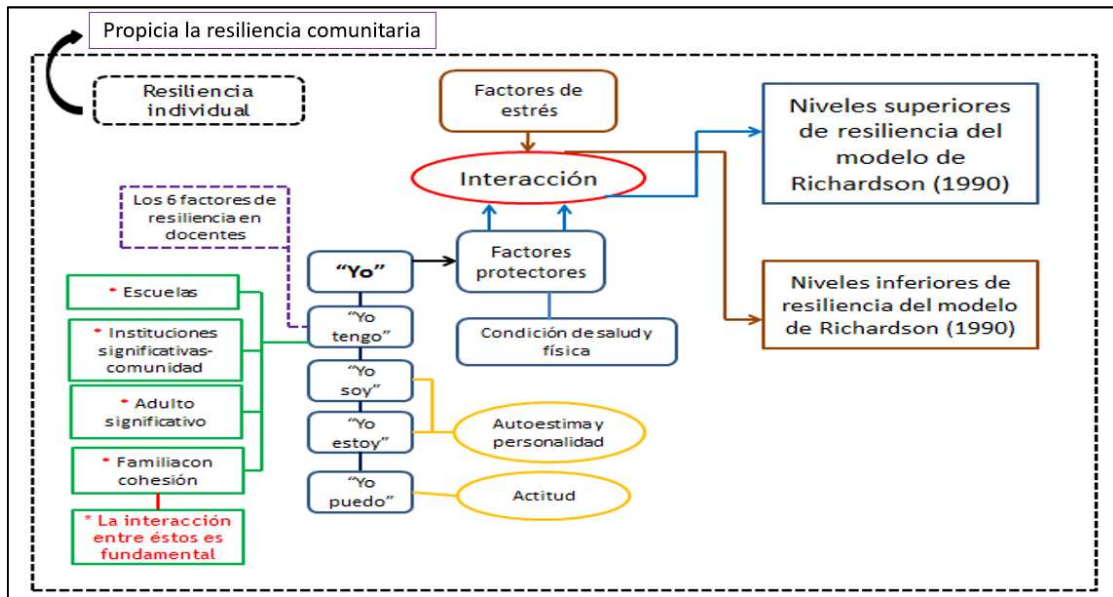 Propicia la resiliencia comunitaria
Resiliencia
individual
Factores de
estrés
Niveles superiores
de resiliencia del
modelo de
Richardson (1990)
Interacción
Los 6 factores de
resiliencia en
docentes
"Yo"
Factores
protectores
* Escuelas
"Yo
tengo"
Niveles inferiores de
resiliencia del modelo
de Richardson (1990)
* Instituciones
significativas-
comunidad
Condición de salud y
física
"Yo
soy"
* Adulto
significativo
"Yo
estoy"
Autoestima y
personalidad
* Familiacon
cohesión
"Yo
puedo"
Actitud
* La interacción
entre éstos es
fundamental